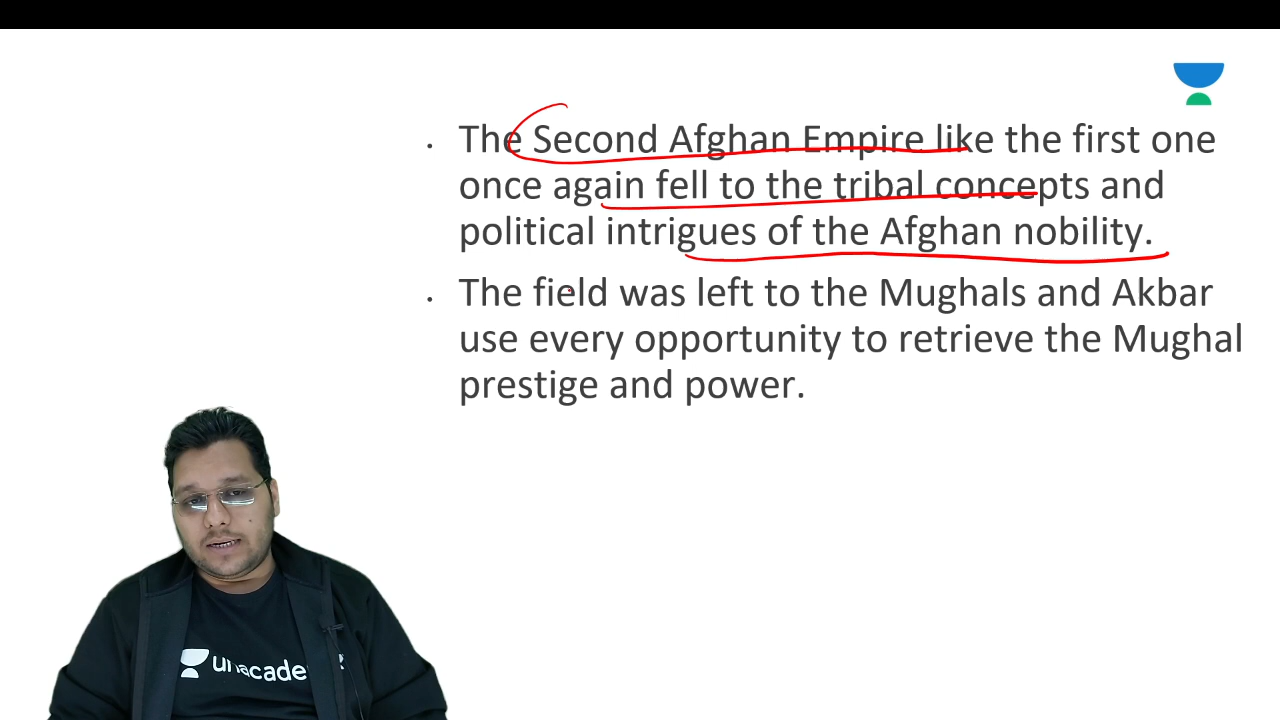 The Second Afghan Empire like the first one
once again fell to the tribal concepts and
political intrigues of the Afghan nobility.
The field was left to the Mughals and Akbar
use every opportunity to retrieve the Mughal
prestige and power.